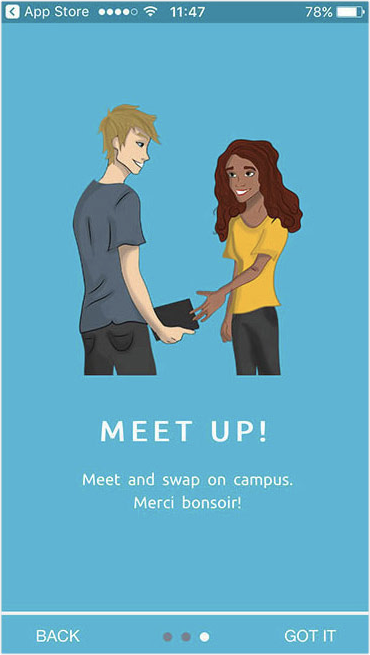 App Store 11:47 78%
MEET UP!
Meet and swap on campus.
Merci bonsoir!
BACK GOT IT